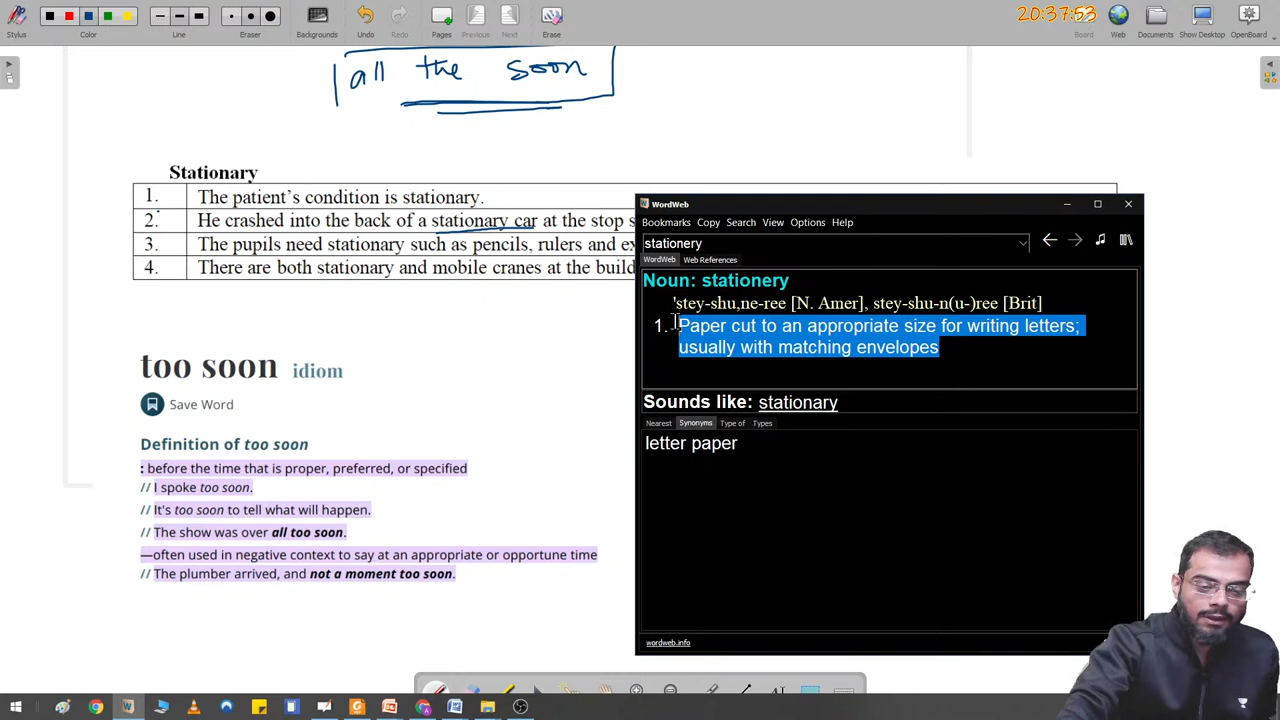 Stylus
Color
Line
Eraser
Backgrounds
Undo
Redo
Pages
Previous
Next
Erase
20:37:53
Board
Web
Documents
Show Desktop
OpenBoard
all the soon
Stationary
1. The patient's condition is stationary.
2. He crashed into the back of a stationary car at the stop s
3. The pupils need stationary such as pencils, rulers and
4. There are both stationary and mobile cranes at the build
too soon idiom
Save Word
Definition of too soon
: before the time that is proper, preferred, or specified
// I spoke too soon.
// It's too soon to tell what will happen.
// The show was over all too soon.
—often used in negative context to say at an appropriate or opportune time
// The plumber arrived, and not a moment too soon.
WordWeb
Bookmarks Copy Search View Options Help
stationery
WordWeb Web References
Noun: stationery
'stey-shu,ne-ree [N. Amer], stey-shu-n(u-)ree [Brit]
1. Paper cut to an appropriate size for writing letters;
usually with matching envelopes
Sounds like: stationary
Nearest Synonyms Type of Types
letter paper
wordweb.info